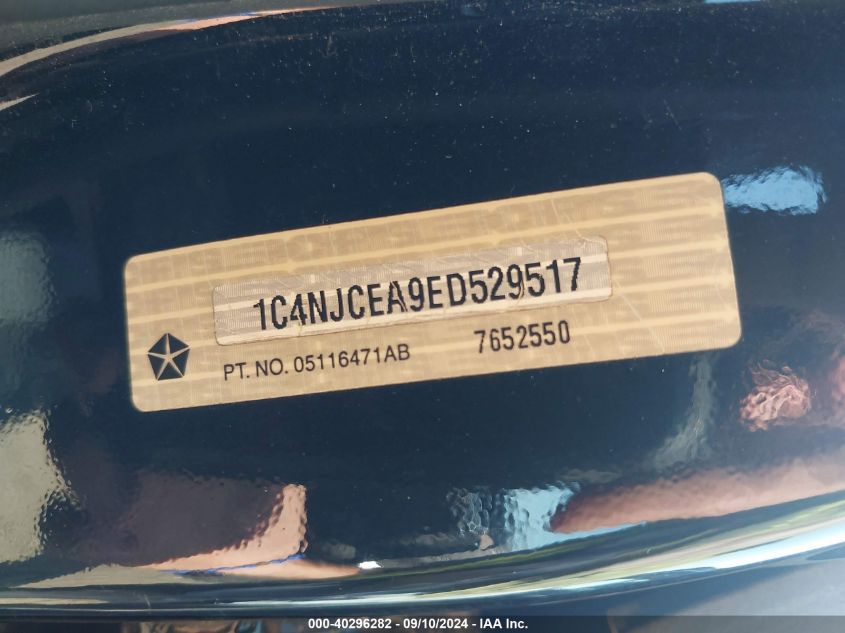 1C4NJCEA9ED529517
PT. NO. 05116471AB 7652550
000-40296282 - 09/10/2024 - IAA Inc.